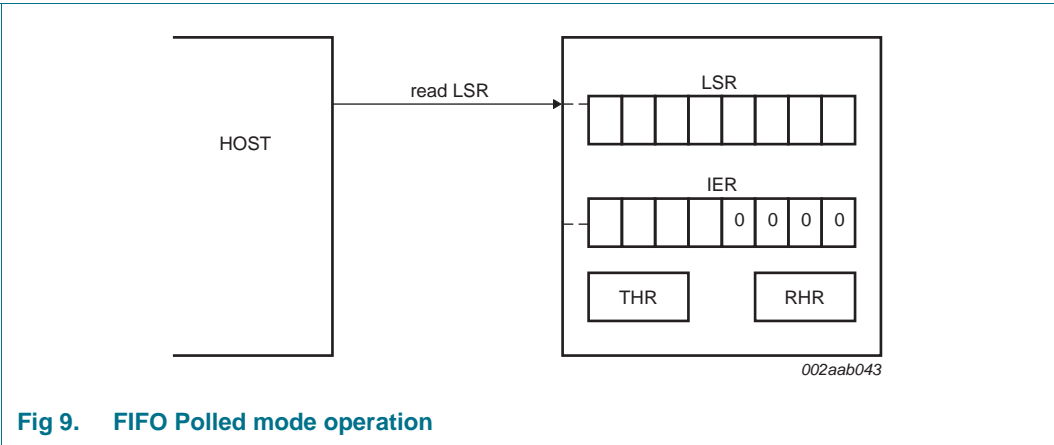 read LSR
LSR
HOST
IER
0 0 0 0
THR RHR
002aab043
Fig 9. FIFO Polled mode operation